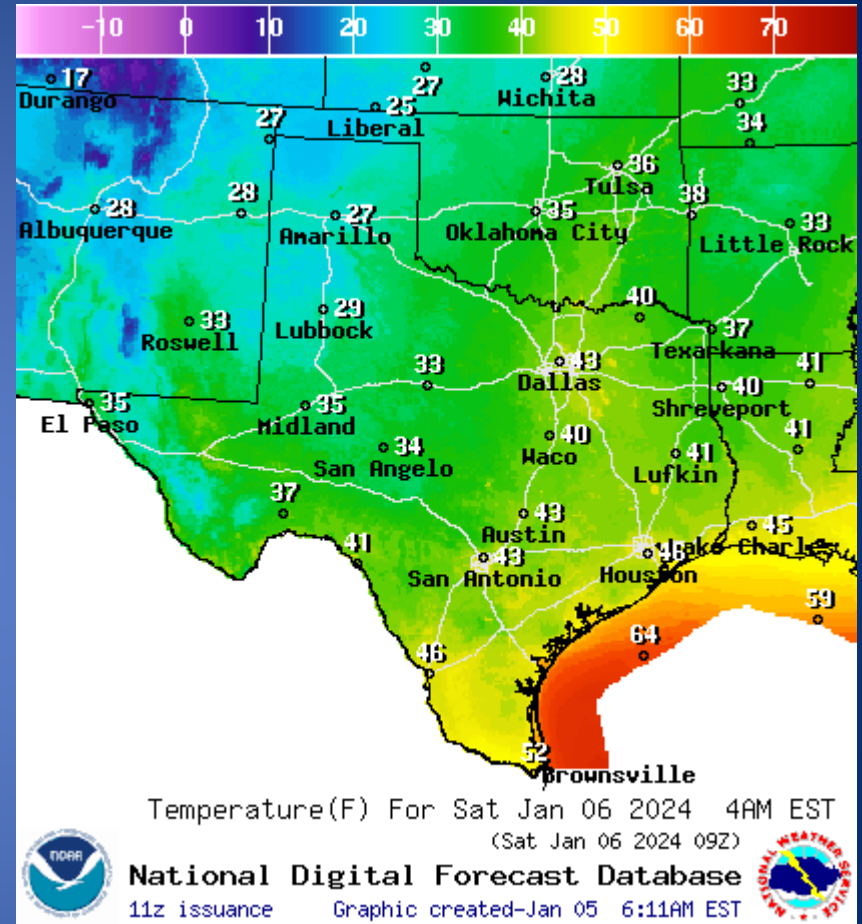 -10 0 10 20 30 40 50 60 70
17
Durango
27
28
Wichita
33
25
Liberal
27
34
36
Tulsa
28
Albuquerque
28
27
Amarillo
35
Oklahoma City
38
33
Little Rock
33
Roswell
29
Lubbock
40
37
Texarkana
43
Dallas
33
41
40
Shreveport
35
El Paso
35
Midland
34
San Angelo
40
Waco
41
Lufkin
41
37
43
Austin
45
Lake Charles
41
43
San Antonio
Houston
59
64
46
52
Brownsville
Temperature(F) For Sat Jan 06 2024 4AM EST
(Sat Jan 06 2024 09Z)
NOAA
National Digital Forecast Database
11z issuance Graphic created-Jan 05 6:11AM EST
NATIONAL WEATHER SERVICE